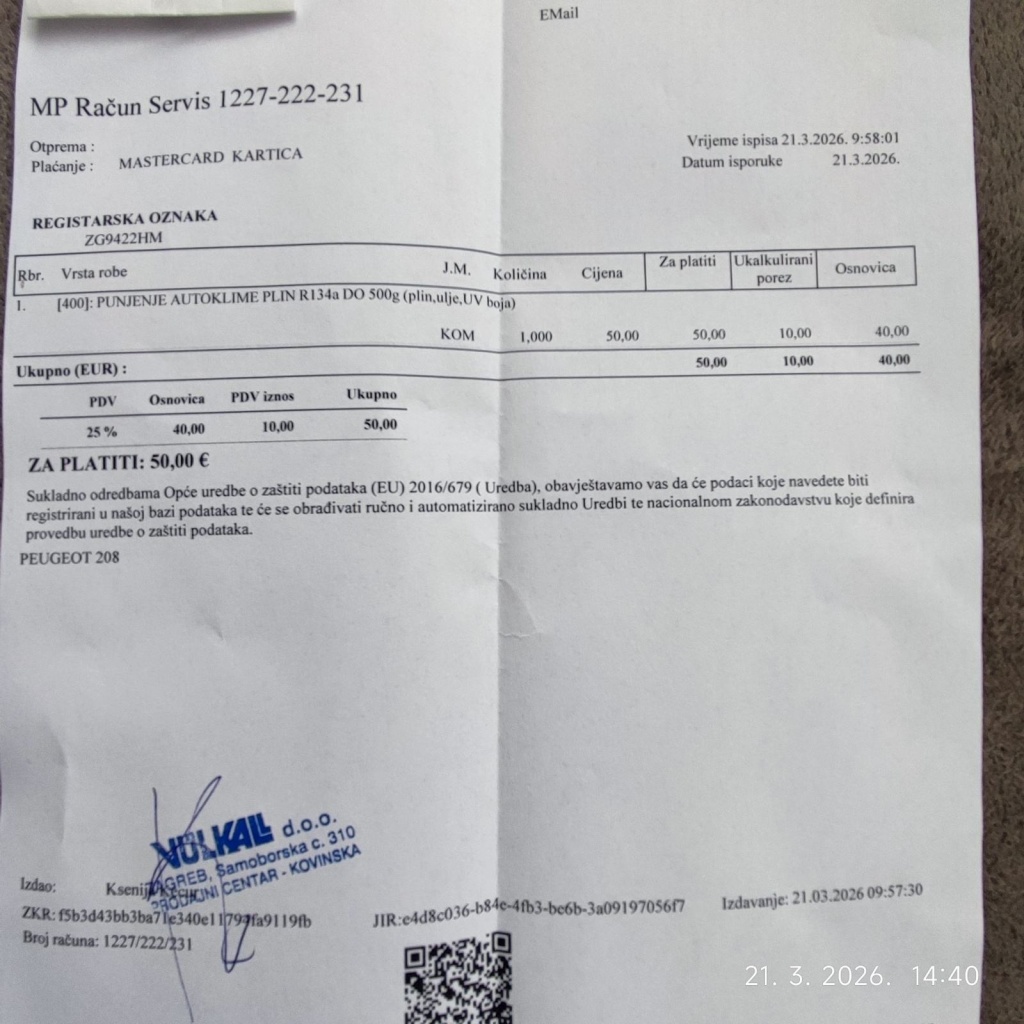 EMail
MP Račun Servis 1227-222-231
Otprema :
Plaćanje : MASTERCARD KARTICA
Vrijeme ispisa 21.3.2026. 9:58:01
Datum isporuke 21.3.2026.
REGISTARSKA OZNAKA
ZG9422HM
Rbr. Vrsta robe J.M. Količina Cijena Za platiti Ukalkulirani porez Osnovica
1. [400]: PUNJENJE AUTOKLIME PLIN R134a DO 500g (plin,ulje,UV boja)
KOM 1,000 50,00 50,00 10,00 40,00
Ukupno (EUR) : 50,00 10,00 40,00
PDV Osnovica PDV iznos Ukupno
25 % 40,00 10,00 50,00
ZA PLATITI: 50,00 €
Sukladno odredbama Opće uredbe o zaštiti podataka (EU) 2016/679 ( Uredba), obavještavamo vas da će podaci koje navedete biti
registrirani u našoj bazi podataka te će se obrađivati ručno i automatizirano sukladno Uredbi te nacionalnom zakonodavstvu koje definira
provedbu uredbe o zaštiti podataka.
PEUGEOT 208
VULKALL d.o.o.
ZAGREB, Samoborska c. 310
PRODAJNI CENTAR - KOVINSKA
Izdao: Ksenija
ZKR: f5b3d43bb3ba71e340e11799fa9119fb
JIR:e4d8c036-b84e-4fb3-be6b-3a09197056f7
Izdavanje: 21.03.2026 09:57:30
Broj računa: 1227/222/231
21. 3. 2026. 14:40